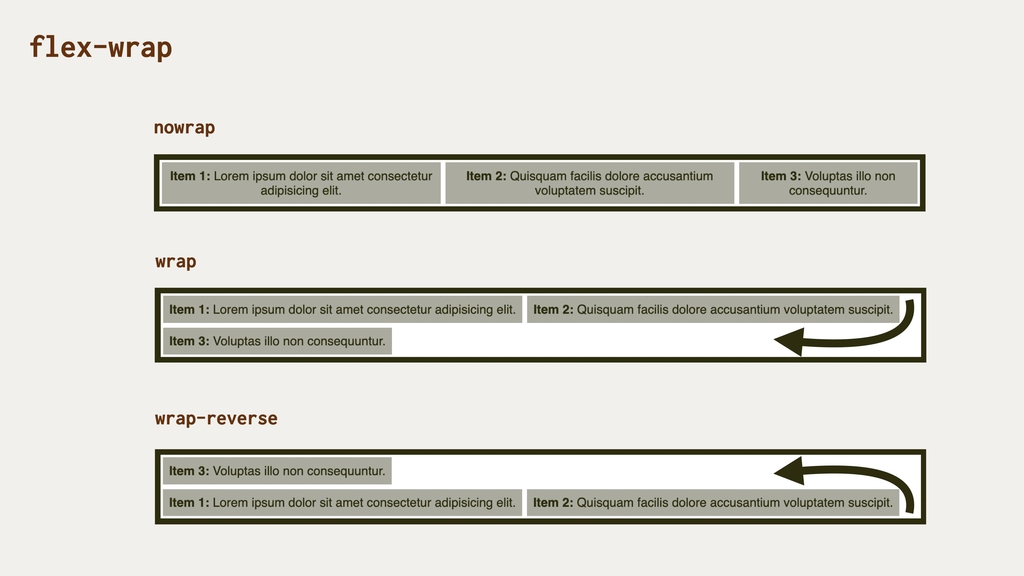 flex-wrap
nowrap
Item 1: Lorem ipsum dolor sit amet consectetur
adipisicing elit.
Item 2: Quisquam facilis dolore accusantium
voluptatem suscipit.
Item 3: Voluptas illo non
consequuntur.
wrap
Item 1: Lorem ipsum dolor sit amet consectetur adipisicing elit.
Item 2: Quisquam facilis dolore accusantium voluptatem suscipit.
Item 3: Voluptas illo non consequuntur.
wrap-reverse
Item 3: Voluptas illo non consequuntur.
Item 1: Lorem ipsum dolor sit amet consectetur adipisicing elit.
Item 2: Quisquam facilis dolore accusantium voluptatem suscipit.